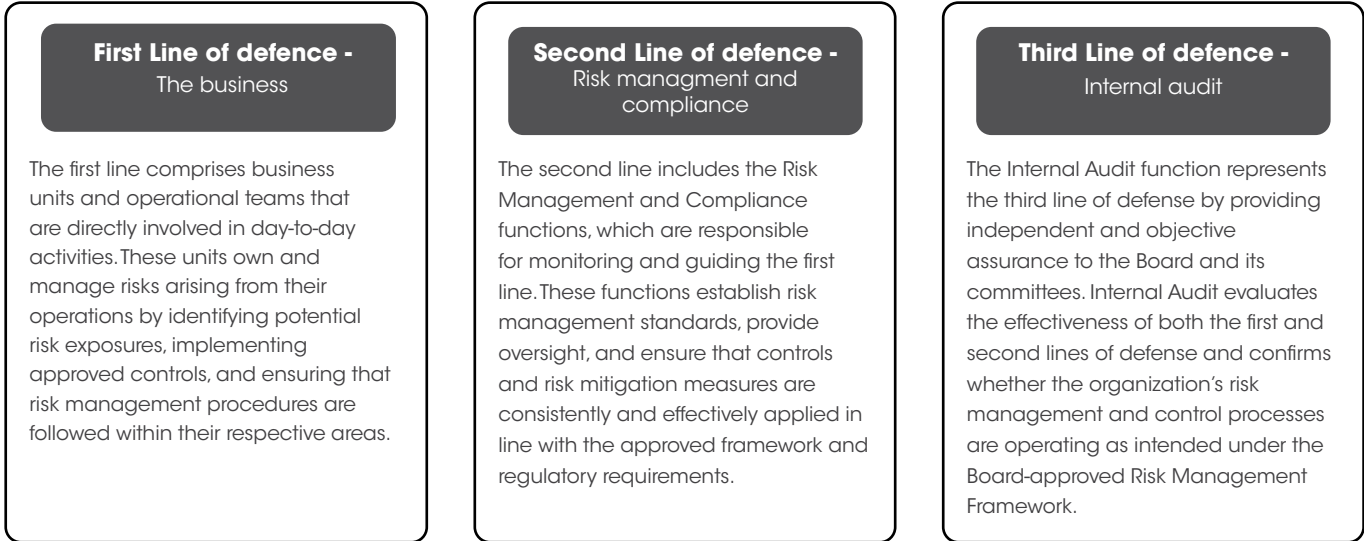 First Line of defence -
The business
The first line comprises business
units and operational teams that
are directly involved in day-to-day
activities. These units own and
manage risks arising from their
operations by identifying potential
risk exposures, implementing
approved controls, and ensuring that
risk management procedures are
followed within their respective areas.
Second Line of defence -
Risk managment and
compliance
The second line includes the Risk
Management and Compliance
functions, which are responsible
for monitoring and guiding the first
line. These functions establish risk
management standards, provide
oversight, and ensure that controls
and risk mitigation measures are
consistently and effectively applied in
line with the approved framework and
regulatory requirements.
Third Line of defence -
Internal audit
The Internal Audit function represents
the third line of defense by providing
independent and objective
assurance to the Board and its
committees. Internal Audit evaluates
the effectiveness of both the first and
second lines of defense and confirms
whether the organization's risk
management and control processes
are operating as intended under the
Board-approved Risk Management
Framework.